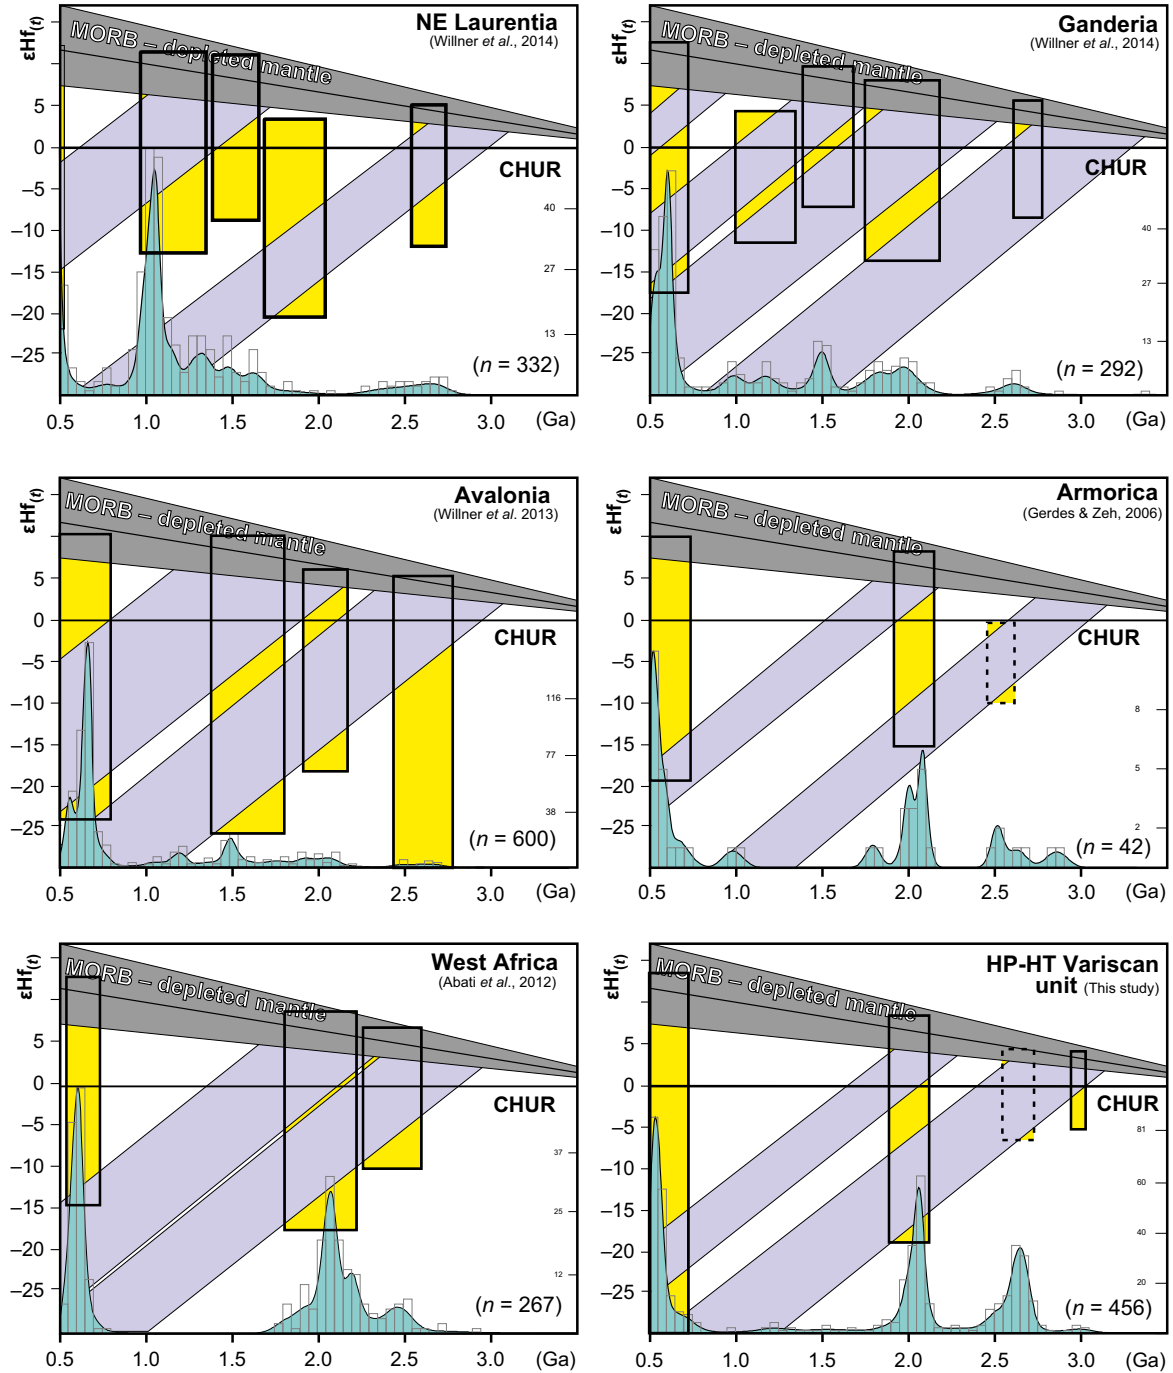 NE Laurentia
(Willner et al., 2014)
MORB – depleted mantle
εHf(t)
5
0
–5
–10
–15
–20
–25
CHUR
40
27
13
(n = 332)
0.5 1.0 1.5 2.0 2.5 3.0 (Ga)
Ganderia
(Willner et al., 2014)
MORB – depleted mantle
εHf(t)
5
0
–5
–10
–15
–20
–25
CHUR
40
27
13
(n = 292)
0.5 1.0 1.5 2.0 2.5 3.0 (Ga)
Avalonia
(Willner et al. 2013)
MORB – depleted mantle
εHf(t)
5
0
–5
–10
–15
–20
–25
CHUR
116
77
38
(n = 600)
0.5 1.0 1.5 2.0 2.5 3.0 (Ga)
Armorica
(Gerdes & Zeh, 2006)
MORB – depleted mantle
εHf(t)
5
0
–5
–10
–15
–20
–25
CHUR
8
5
2
(n = 42)
0.5 1.0 1.5 2.0 2.5 3.0 (Ga)
West Africa
(Abati et al., 2012)
MORB – depleted mantle
εHf(t)
5
0
–5
–10
–15
–20
–25
CHUR
37
25
12
(n = 267)
0.5 1.0 1.5 2.0 2.5 3.0 (Ga)
HP-HT Variscan
unit (This study)
MORB – depleted mantle
εHf(t)
5
0
–5
–10
–15
–20
–25
CHUR
81
60
40
20
(n = 456)
0.5 1.0 1.5 2.0 2.5 3.0 (Ga)